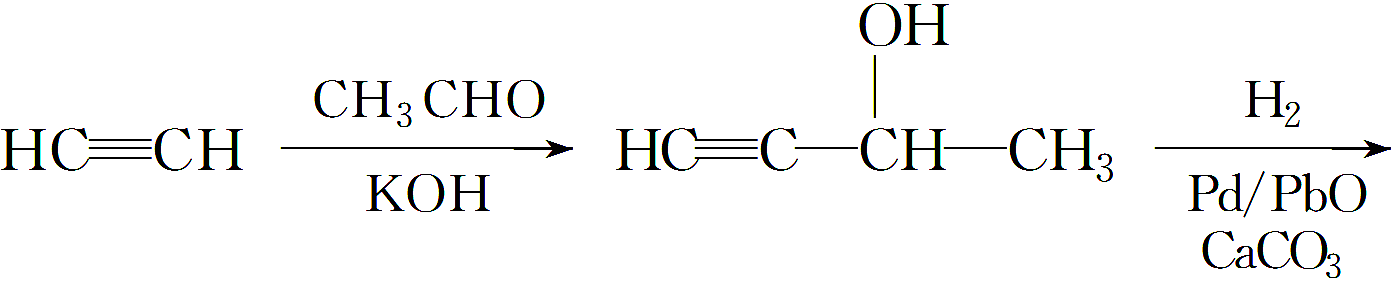 OH
CH₃CHO
H₂
HC≡CH
HC≡C—CH—CH₃
KOH
Pd/PbO
CaCO₃